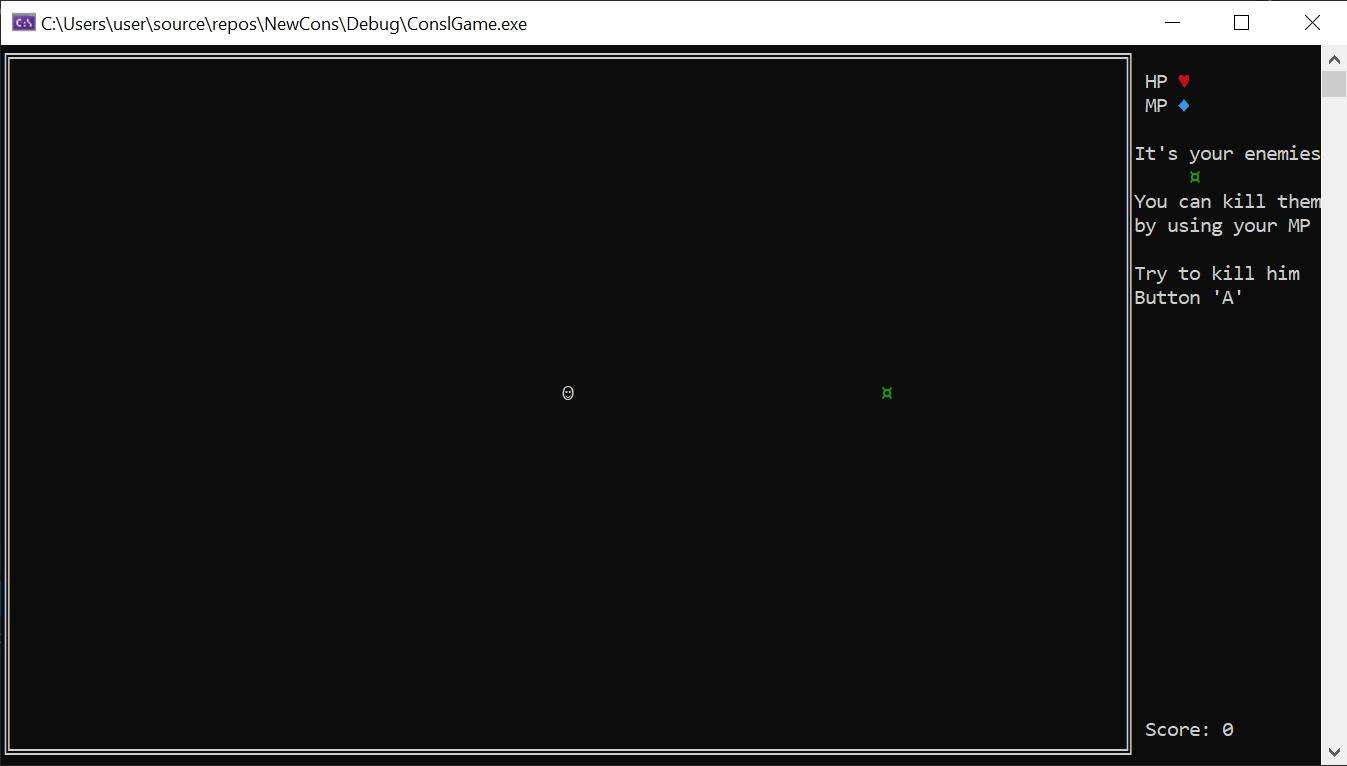 C:\Users\user\source\repos\NewCons\Debug\ConslGame.exe
HP ♥
MP ♦
It's your enemies
¤
You can kill them
by using your MP
Try to kill him
Button 'A'
Score: 0